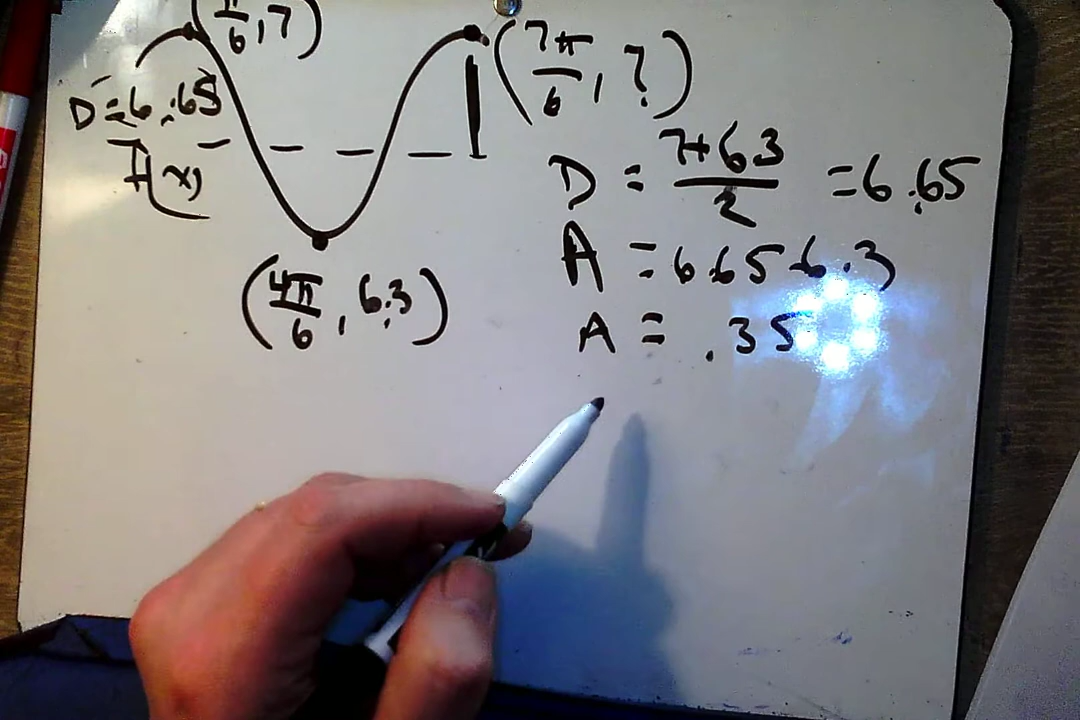 (π/6, 7)
(7π/6, ?)
D = 6.65
f(x)
D = 7+6.3/2 = 6.65
A = 6.65-6.3
(4π/6, 6.3)
A = .35